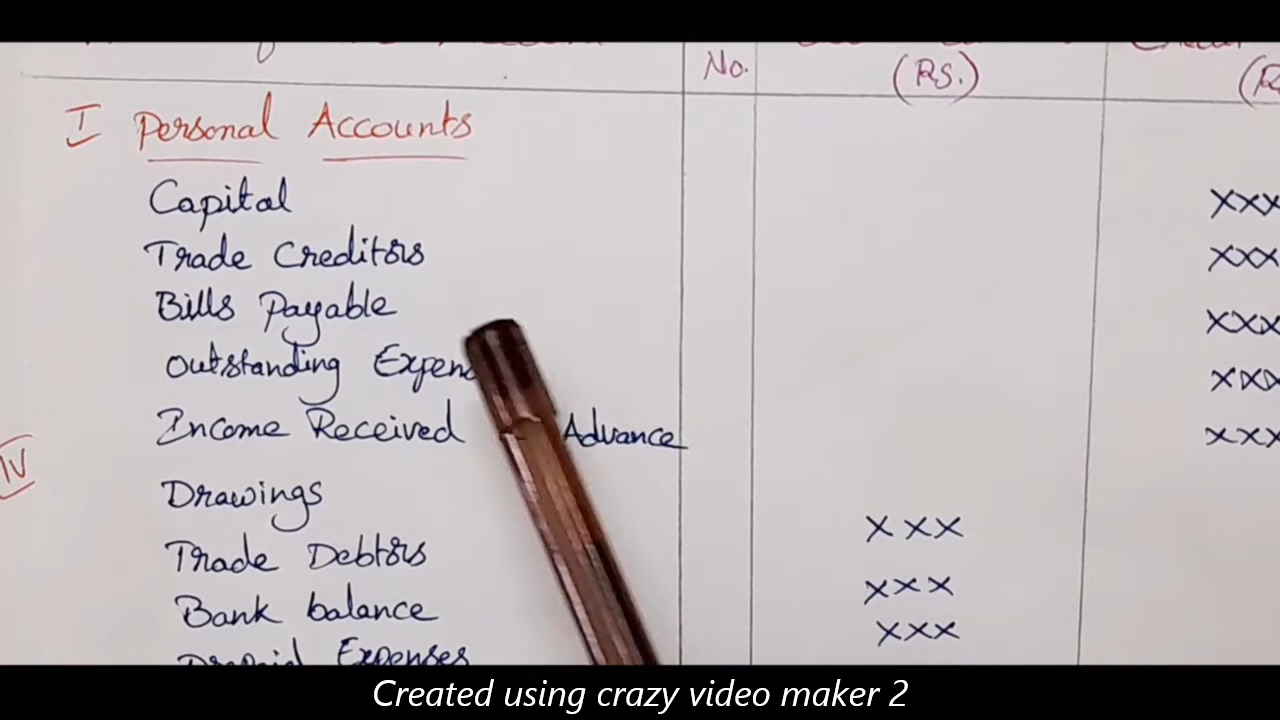 No.
(RS.)
I Personal Accounts
Capital XXX
Trade Creditors XXX
Bills Payable XXX
Outstanding XXX
Income Received Advance XXX
IV
Drawings XXX
Trade Debtors XXX
Bank balance XXX
Expenses
Created using crazy video maker 2